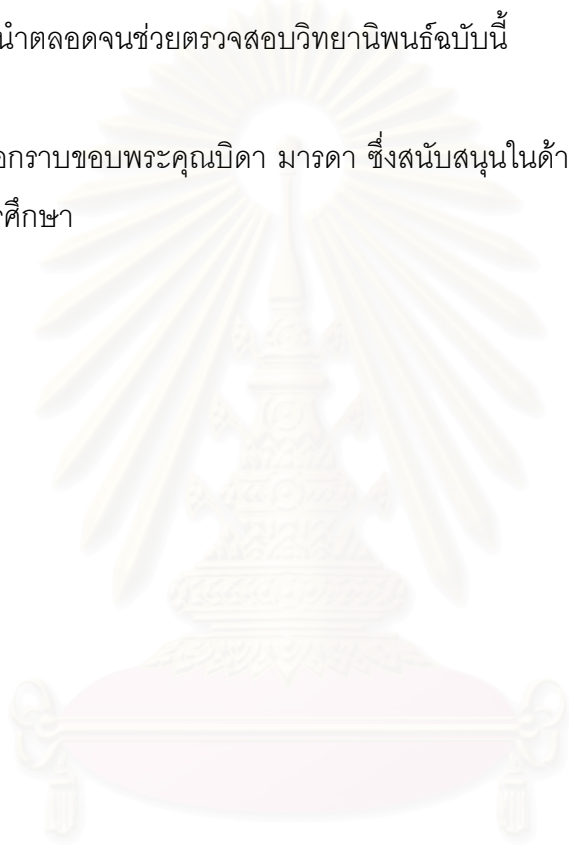 นำตลอดจนช่วยตรวจสอบวิทยานิพนธ์ฉบับนี้
กราบขอบพระคุณบิดา มารดา ซึ่งสนับสนุนในด้า
ศึกษา